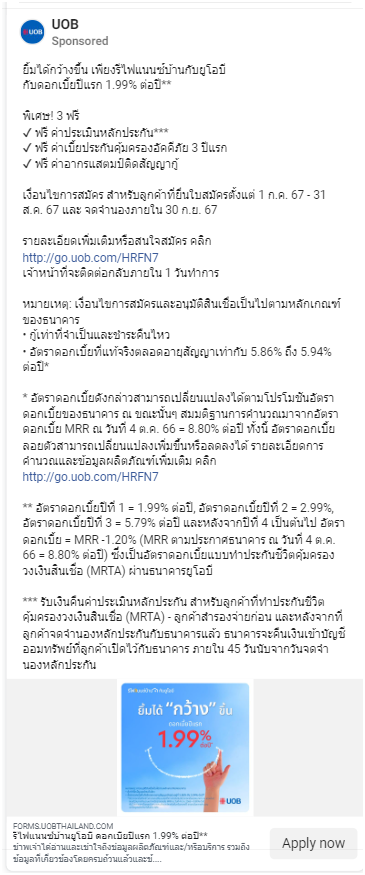 UOB
UOB
Sponsored
ยิ้มได้กว้างขึ้น เพียงรีไฟแนนซ์บ้านกับยูโอบี
กับดอกเบี้ยปีแรก 1.99% ต่อปี**
พิเศษ! 3 ฟรี
✓ ฟรี ค่าประเมินหลักประกัน***
✓ ฟรี ค่าเบี้ยประกันคุ้มครองอัคคีภัย 3 ปีแรก
✓ ฟรี ค่าอากรแสตมป์ติดสัญญากู้
เงื่อนไขการสมัคร สำหรับลูกค้าที่ยื่นใบสมัครตั้งแต่ 1 ก.ค. 67 - 31
ส.ค. 67 และ จดจำนองภายใน 30 ก.ย. 67
รายละเอียดเพิ่มเติมหรือสนใจสมัคร คลิก
http://go.uob.com/HRFN7
เจ้าหน้าที่จะติดต่อกลับภายใน 1 วันทำการ
หมายเหตุ: เงื่อนไขการสมัครและอนุมัติสินเชื่อเป็นไปตามหลักเกณฑ์
ของธนาคาร
• กู้เท่าที่จำเป็นและชำระคืนไหว
• อัตราดอกเบี้ยที่แท้จริงตลอดอายุสัญญาเท่ากับ 5.86% ถึง 5.94%
ต่อปี*
* อัตราดอกเบี้ยดังกล่าวสามารถเปลี่ยนแปลงได้ตามโปรโมชันอัตรา
ดอกเบี้ยของธนาคาร ณ ขณะนั้นๆ สมมติฐานการคำนวณมาจากอัตรา
ดอกเบี้ย MRR ณ วันที่ 4 ต.ค. 66 = 8.80% ต่อปี ทั้งนี้ อัตราดอกเบี้ย
ลอยตัวสามารถเปลี่ยนแปลงเพิ่มขึ้นหรือลดลงได้ รายละเอียดการ
คำนวณและข้อมูลผลิตภัณฑ์เพิ่มเติม คลิก
http://go.uob.com/HRFN7
** อัตราดอกเบี้ยปีที่ 1 = 1.99% ต่อปี, อัตราดอกเบี้ยปีที่ 2 = 2.99%,
อัตราดอกเบี้ยปีที่ 3 = 5.79% ต่อปี และหลังจากปีที่ 4 เป็นต้นไป อัตรา
ดอกเบี้ย = MRR -1.20% (MRR ตามประกาศธนาคาร ณ วันที่ 4 ต.ค.
66 = 8.80% ต่อปี) ซึ่งเป็นอัตราดอกเบี้ยแบบทำประกันชีวิตคุ้มครอง
วงเงินสินเชื่อ (MRTA) ผ่านธนาคารยูโอบี
*** รับเงินคืนค่าประเมินหลักประกัน สำหรับลูกค้าที่ทำประกันชีวิต
คุ้มครองวงเงินสินเชื่อ (MRTA) - ลูกค้าสำรองจ่ายก่อน และหลังจากที่
ลูกค้าจดจำนองหลักประกันกับธนาคารแล้ว ธนาคารจะคืนเงินเข้าบัญชี
ออมทรัพย์ที่ลูกค้าเปิดไว้กับธนาคาร ภายใน 45 วันนับจากวันจดจำ
นองหลักประกัน
ยิ้มได้ "กว้าง" ขึ้น
1.99% ต่อปี
UOB
FORMS.UOBTHAILAND.COM
รีไฟแนนซ์บ้านยูโอบี ดอกเบี้ยปีแรก 1.99% ต่อปี**
ข้าพเจ้าได้อ่านและเข้าใจถึงข้อมูลผลิตภัณฑ์และ/หรือบริการ รวมถึง
ข้อมูลที่เกี่ยวข้องโดยครบถ้วนแล้วและข้....
Apply now